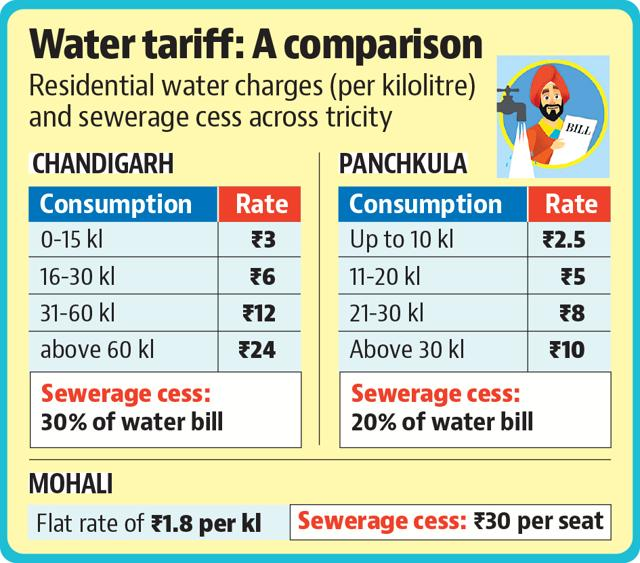 Water tariff: A comparison
Residential water charges (per kilolitre)
and sewerage cess across tricity
BILL
CHANDIGARH
Consumption Rate
0-15 kl ₹3
16-30 kl ₹6
31-60 kl ₹12
above 60 kl ₹24
Sewerage cess:
30% of water bill
PANCHKULA
Consumption Rate
Up to 10 kl ₹2.5
11-20 kl ₹5
21-30 kl ₹8
Above 30 kl ₹10
Sewerage cess:
20% of water bill
MOHALI
Flat rate of ₹1.8 per kl
Sewerage cess: ₹30 per seat